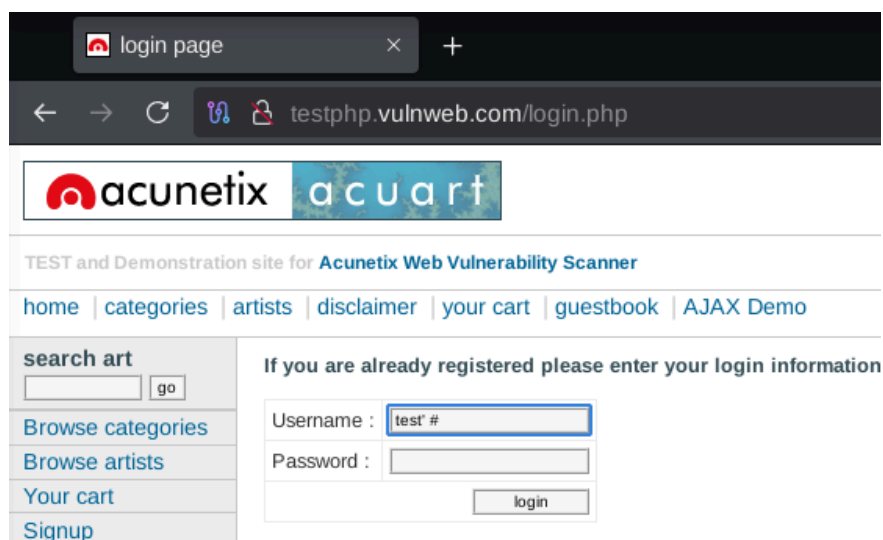 login page
testphp.vulnweb.com/login.php
acunetix acuart
TEST and Demonstration site for Acunetix Web Vulnerability Scanner
home | categories | artists | disclaimer | your cart | guestbook | AJAX Demo
search art
go
Browse categories
Browse artists
Your cart
Signup
If you are already registered please enter your login information
Username : test' #
Password :
login